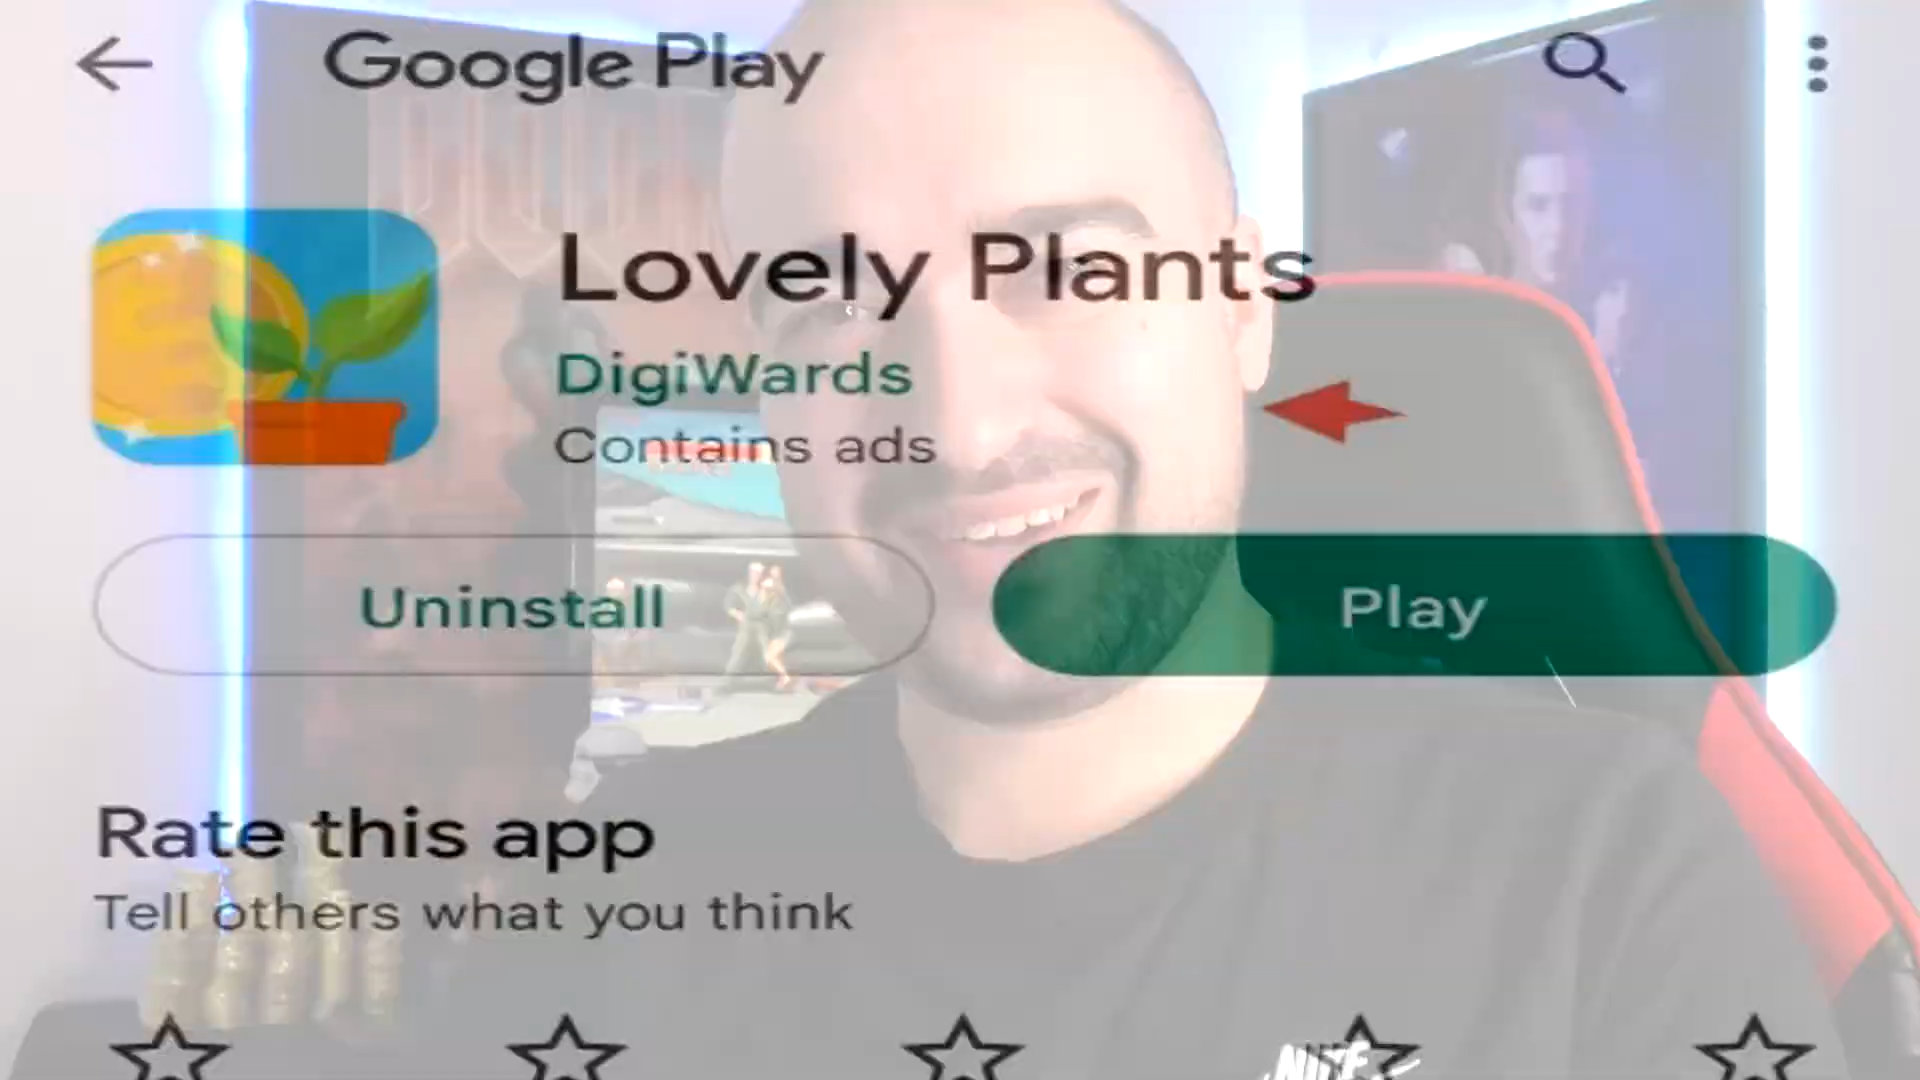 Google Play
Lovely Plants
DigiWards
Contains ads
Uninstall
Play
Rate this app
Tell others what you think